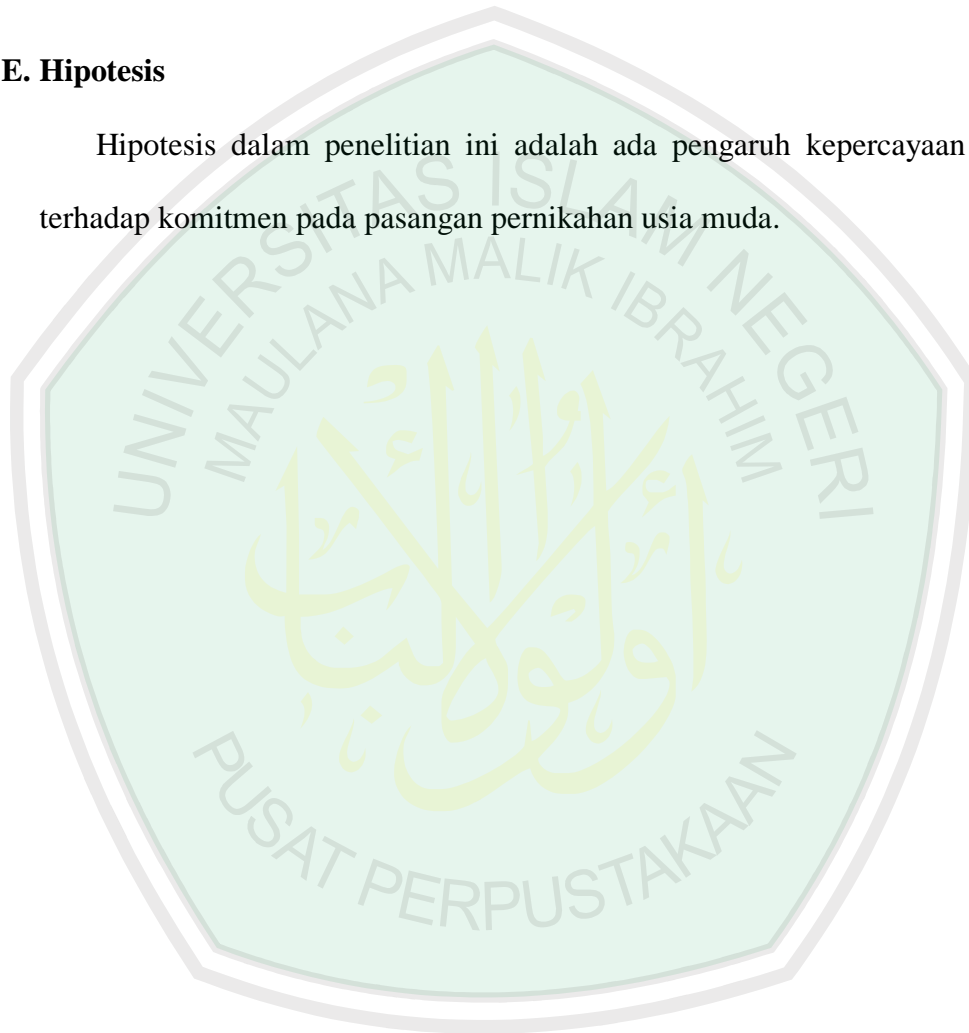 E. Hipotesis
Hipotesis dalam penelitian ini adalah ada pengaruh kepercayaan
terhadap komitmen pada pasangan pernikahan usia muda.
UNIVERSITAS ISLAM NEGERI
MAULANA MALIK IBRAHIM
PUSAT PERPUSTAKAAN